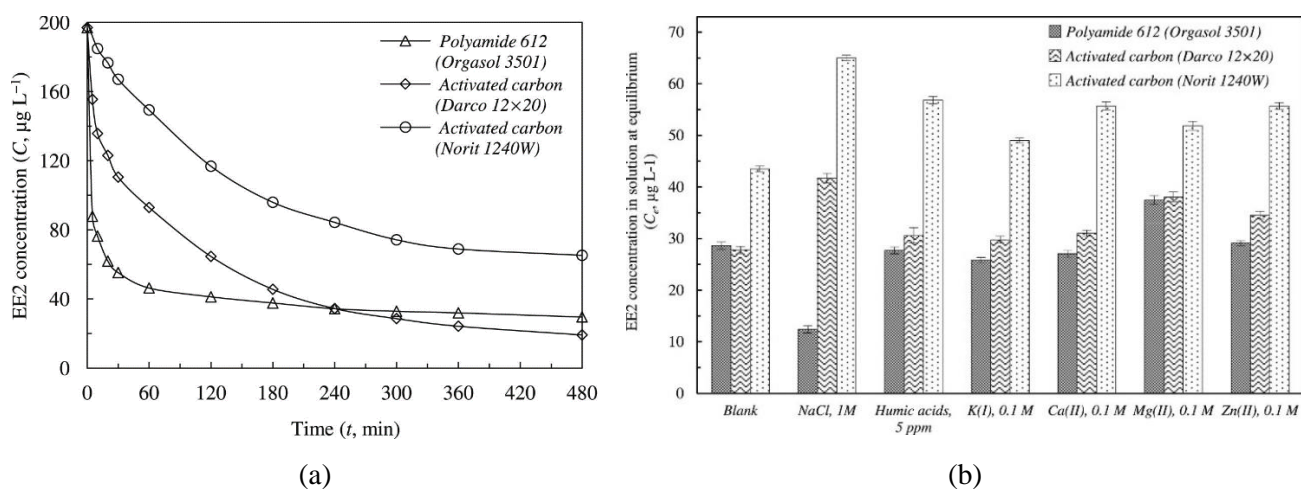 200
160
120
80
40
0
EE2 concentration (C, µg L⁻¹)
Polyamide 612
(Orgasol 3501)
Activated carbon
(Darco 12×20)
Activated carbon
(Norit 1240W)
0 60 120 180 240 300 360 420 480
Time (t, min)
(a)
70
60
50
40
30
20
10
0
EE2 concentration in solution at equilibrium
(Cₑ, µg L-1)
Polyamide 612 (Orgasol 3501)
Activated carbon (Darco 12×20)
Activated carbon (Norit 1240W)
Blank NaCl, 1M Humic acids, K(I), 0.1 M Ca(II), 0.1 M Mg(II), 0.1 M Zn(II), 0.1 M
5 ppm
(b)